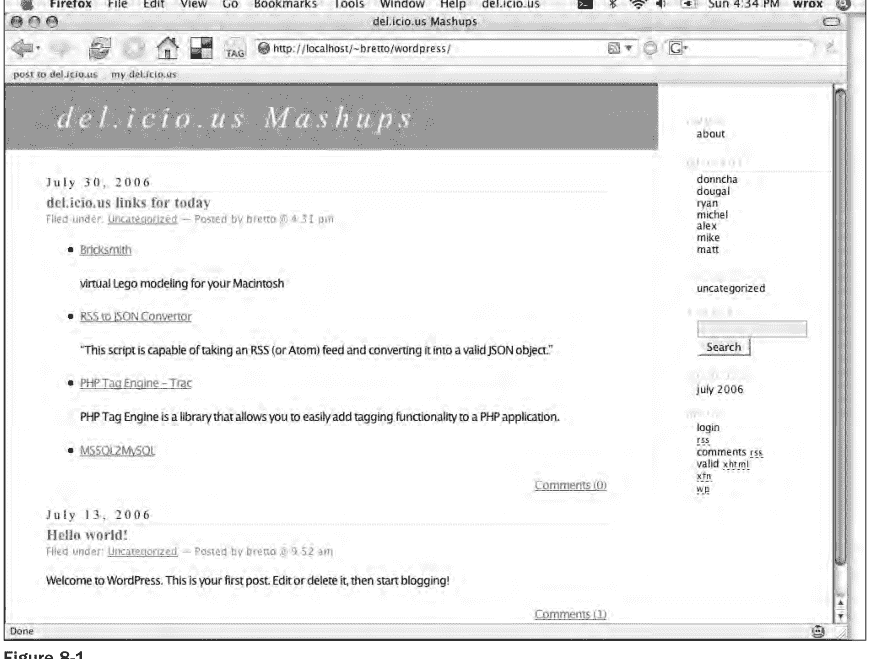 Firefox File Edit View Go Bookmarks Tools Window Help del.icio.us Sun 4:34 PM wrox
del.icio.us Mashups
TAG http://localhost/~bretto/wordpress/ G
post to del.icio.us my del.icio.us
del.icio.us Mashups
July 30, 2006
del.icio.us links for today
Filed under: Uncategorized — Posted by bretto @ 4:31 pm
Bricksmith
virtual Lego modeling for your Macintosh
RSS to JSON Convertor
"This script is capable of taking an RSS (or Atom) feed and converting it into a valid JSON object."
PHP Tag Engine – Trac
PHP Tag Engine is a library that allows you to easily add tagging functionality to a PHP application.
MSSQL2MySQL
Comments (0)
July 13, 2006
Hello world!
Filed under: Uncategorized — Posted by bretto @ 9:52 am
Welcome to WordPress. This is your first post. Edit or delete it, then start blogging!
Comments (1)
about
donncha
dougal
ryan
michel
alex
mike
matt
uncategorized
Search
july 2006
login
rss
comments rss
valid xhtml
xfn
wp
Done
Figure 8-1